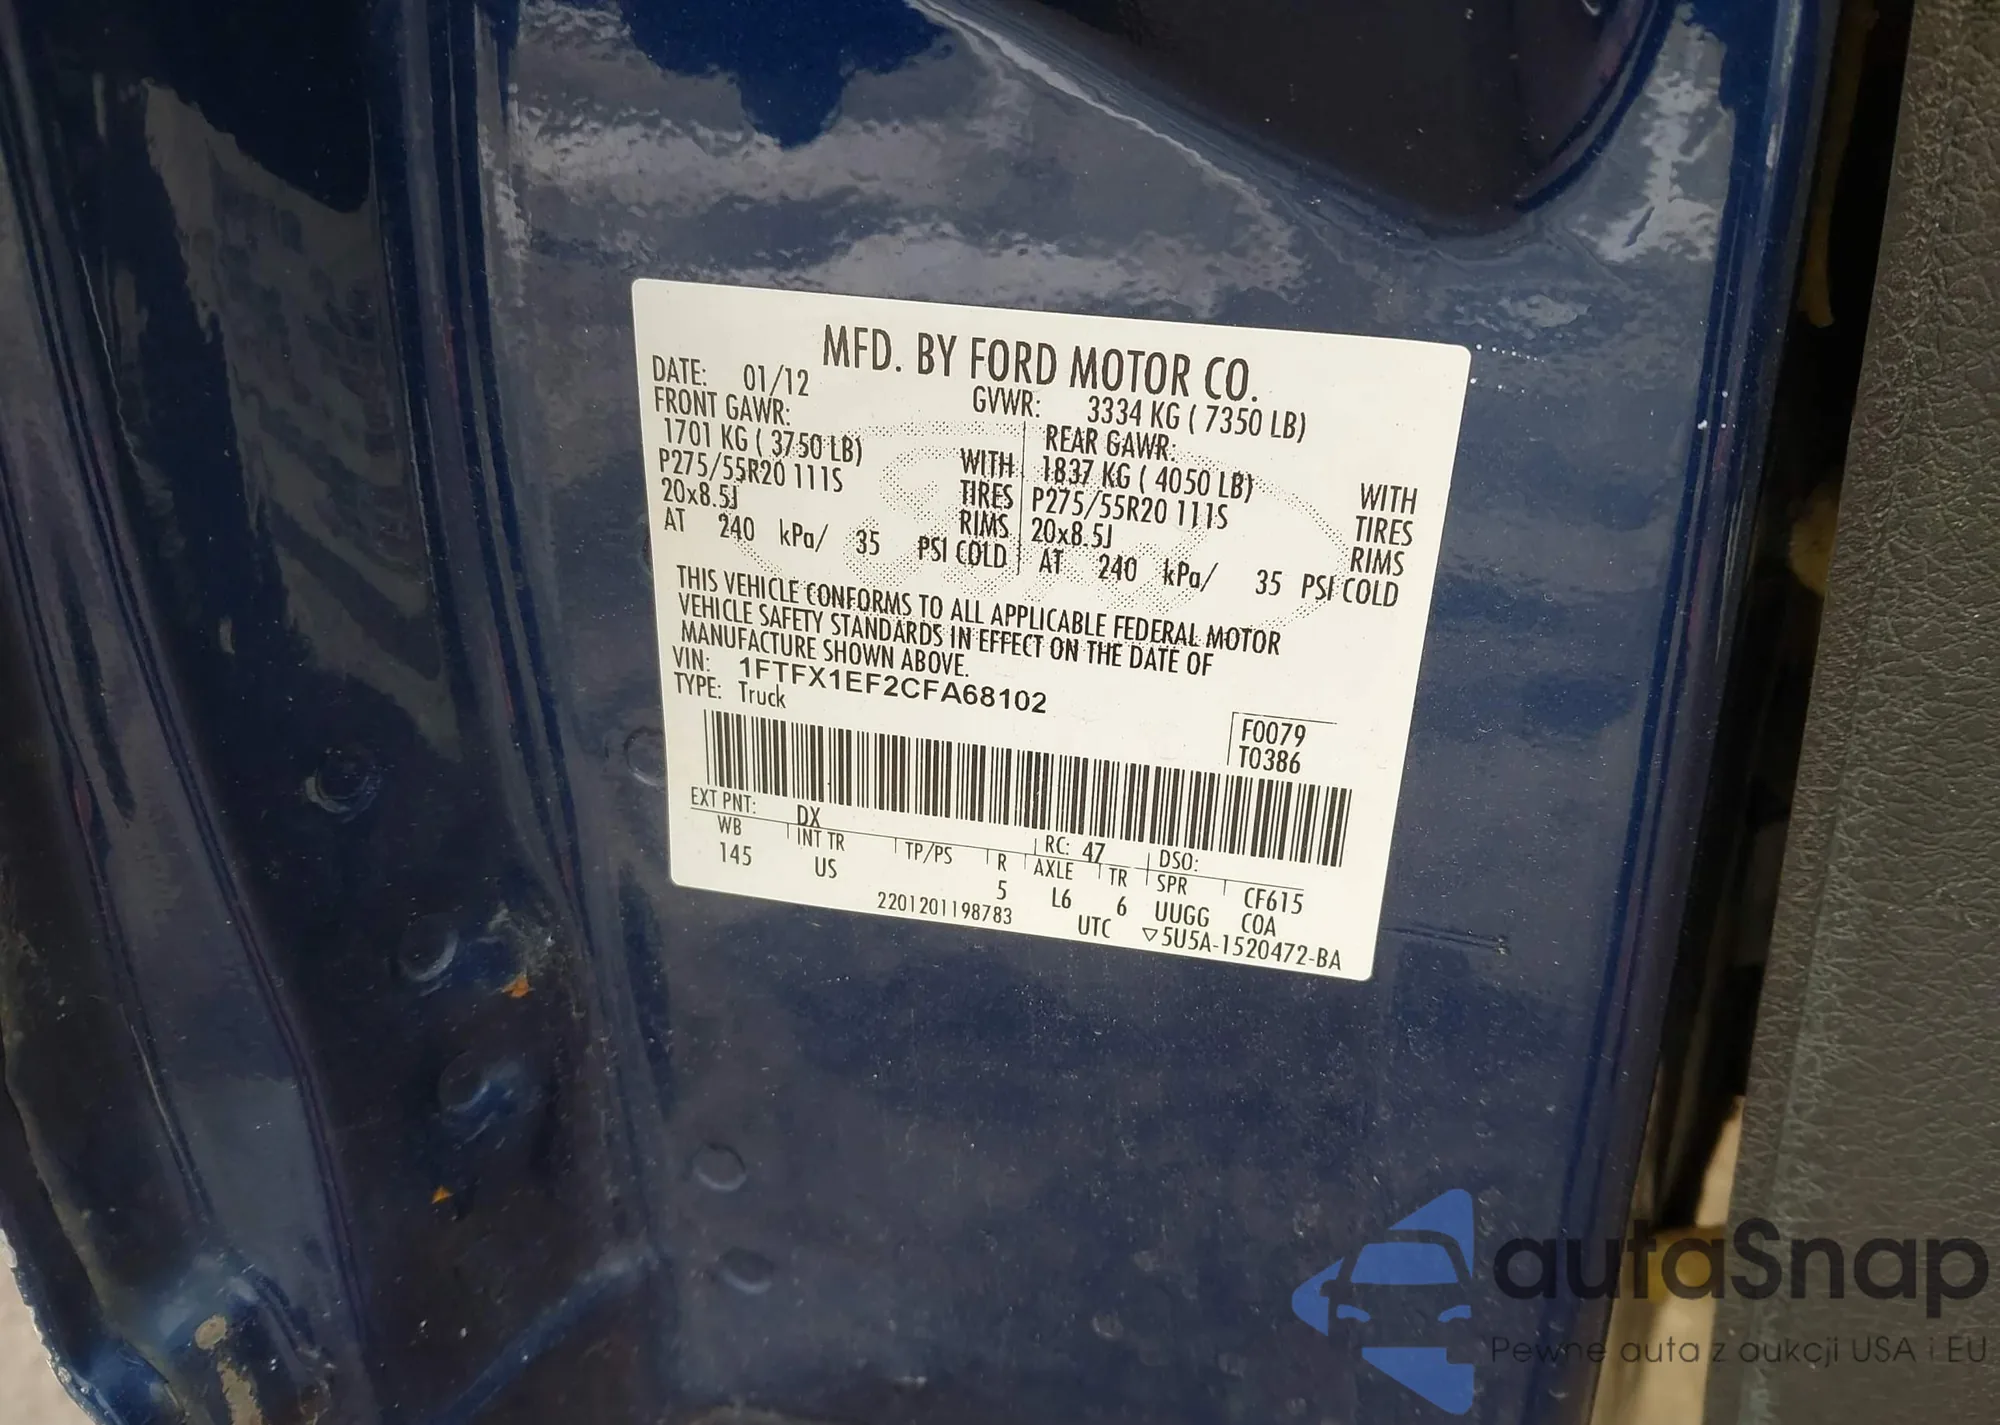 MFD. BY FORD MOTOR CO.
DATE: 01/12
GVWR: 3334 KG ( 7350 LB)
FRONT GAWR:
1701 KG ( 3750 LB) WITH
P275/55R20 111S TIRES
20x8.5J RIMS
AT 240 kPa/ 35 PSI COLD
REAR GAWR:
1837 KG ( 4050 LB) WITH
P275/55R20 111S TIRES
20x8.5J RIMS
AT 240 kPa/ 35 PSI COLD
THIS VEHICLE CONFORMS TO ALL APPLICABLE FEDERAL MOTOR
VEHICLE SAFETY STANDARDS IN EFFECT ON THE DATE OF
MANUFACTURE SHOWN ABOVE.
VIN: 1FTFX1EF2CFA68102
TYPE: Truck
F0079
T0386
EXT PNT: DX RC: 47 DSO:
WB INT TR TP/PS R AXLE TR SPR CF615
145 US 5 L6 6 UUGG COA
2201201198783 UTC ▽5U5A-1520472-BA
autaSnap
Pewne auta z aukcji USA i EU